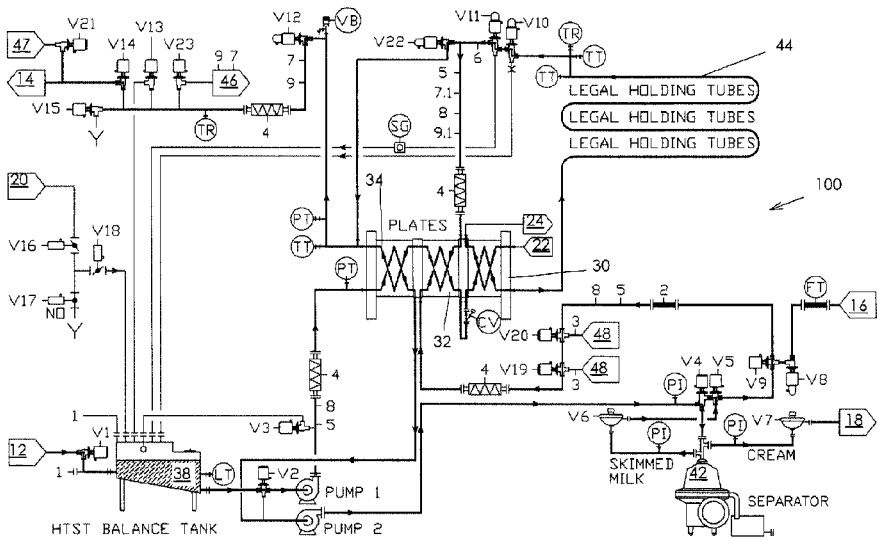 V21
47
V14
V13
V23
9 7
46
14
V15
Y
TR
4
V12
VB
7
9
V22
V11
V10
6
5
7.1
8
9.1
TR
TT
TT
44
LEGAL HOLDING TUBES
LEGAL HOLDING TUBES
LEGAL HOLDING TUBES
SG
4
100
20
V16
V18
V17
NO
Y
34
PLATES
PT
TT
PT
24
22
30
32
CV
8 5
2
FT
16
V20
3
48
V19
3
48
4
V9
V8
4
8
5
V3
V4 V5
PI
V6
V7
PI
PI
18
SKIMMED
MILK
CREAM
42
SEPARATOR
1
12
V1
1
38
LT
V2
PUMP 1
PUMP 2
HTST BALANCE TANK